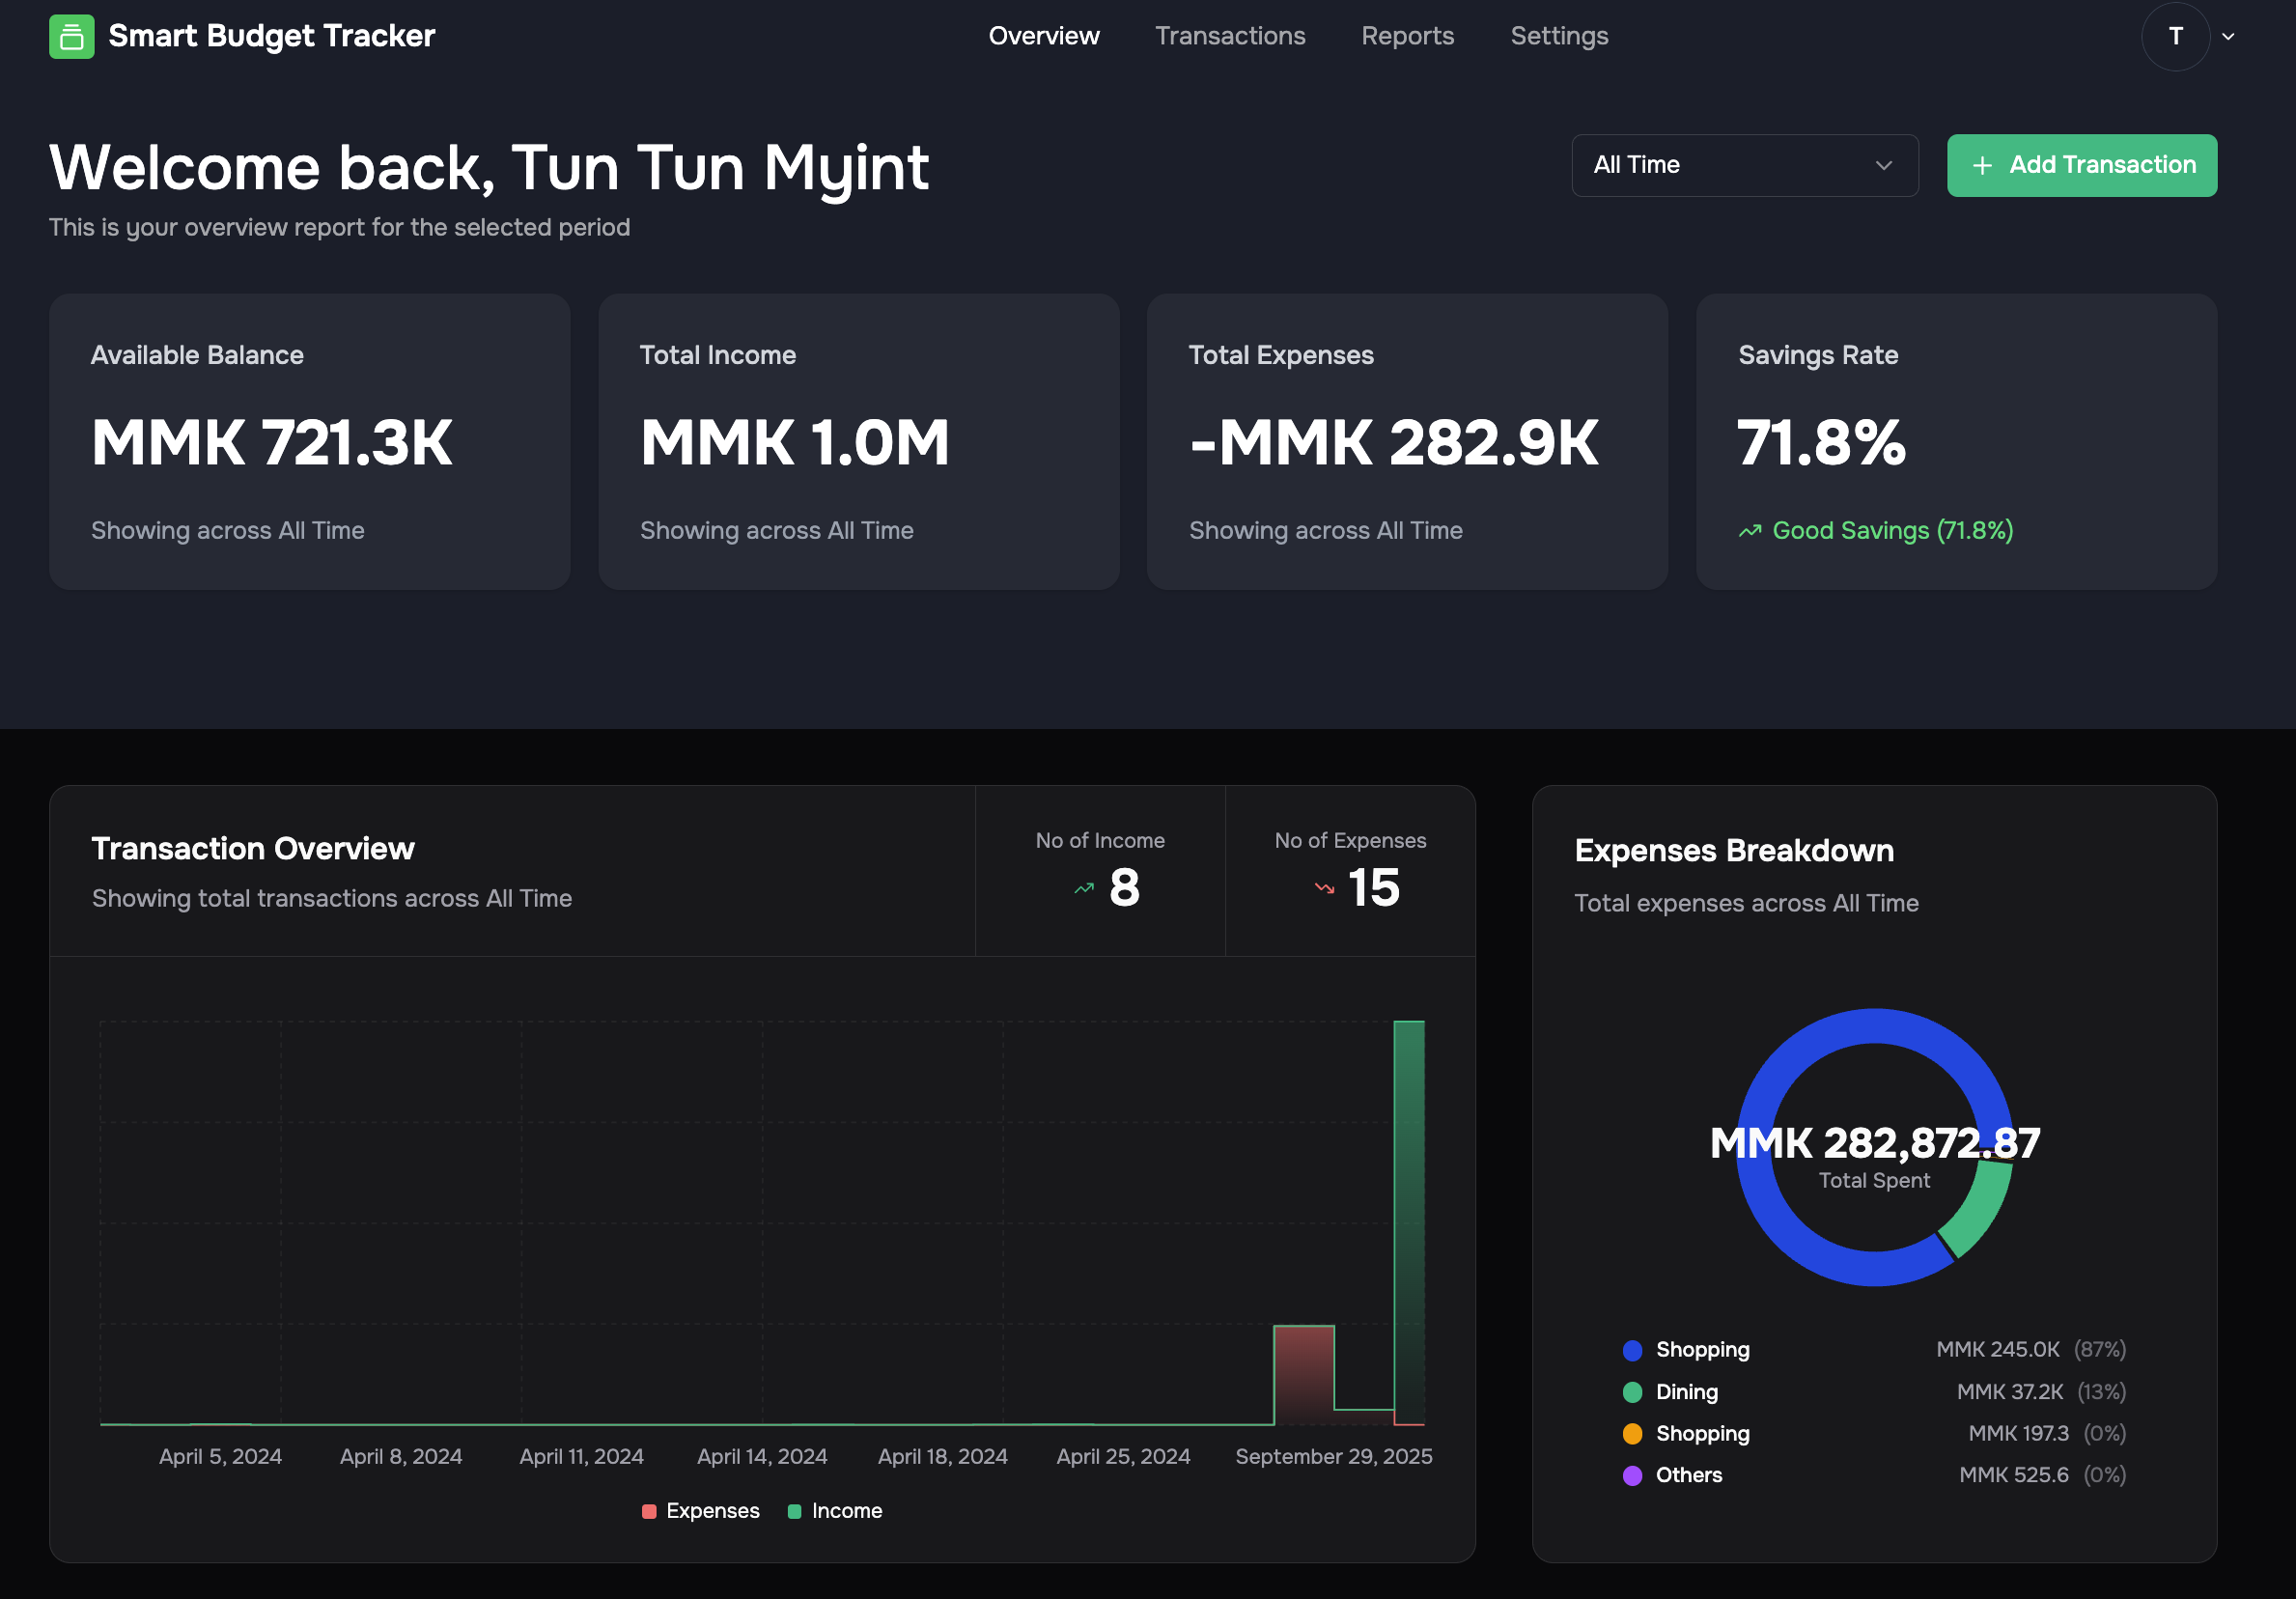 Smart Budget Tracker
Overview Transactions Reports Settings
T
Welcome back, Tun Tun Myint
This is your overview report for the selected period
All Time
+ Add Transaction
Available Balance
MMK 721.3K
Showing across All Time
Total Income
MMK 1.0M
Showing across All Time
Total Expenses
-MMK 282.9K
Showing across All Time
Savings Rate
71.8%
Good Savings (71.8%)
Transaction Overview
Showing total transactions across All Time
No of Income
8
No of Expenses
15
April 5, 2024 April 8, 2024 April 11, 2024 April 14, 2024 April 18, 2024 April 25, 2024 September 29, 2025
Expenses Income
Expenses Breakdown
Total expenses across All Time
MMK 282,872.87
Total Spent
Shopping MMK 245.0K (87%)
Dining MMK 37.2K (13%)
Shopping MMK 197.3 (0%)
Others MMK 525.6 (0%)